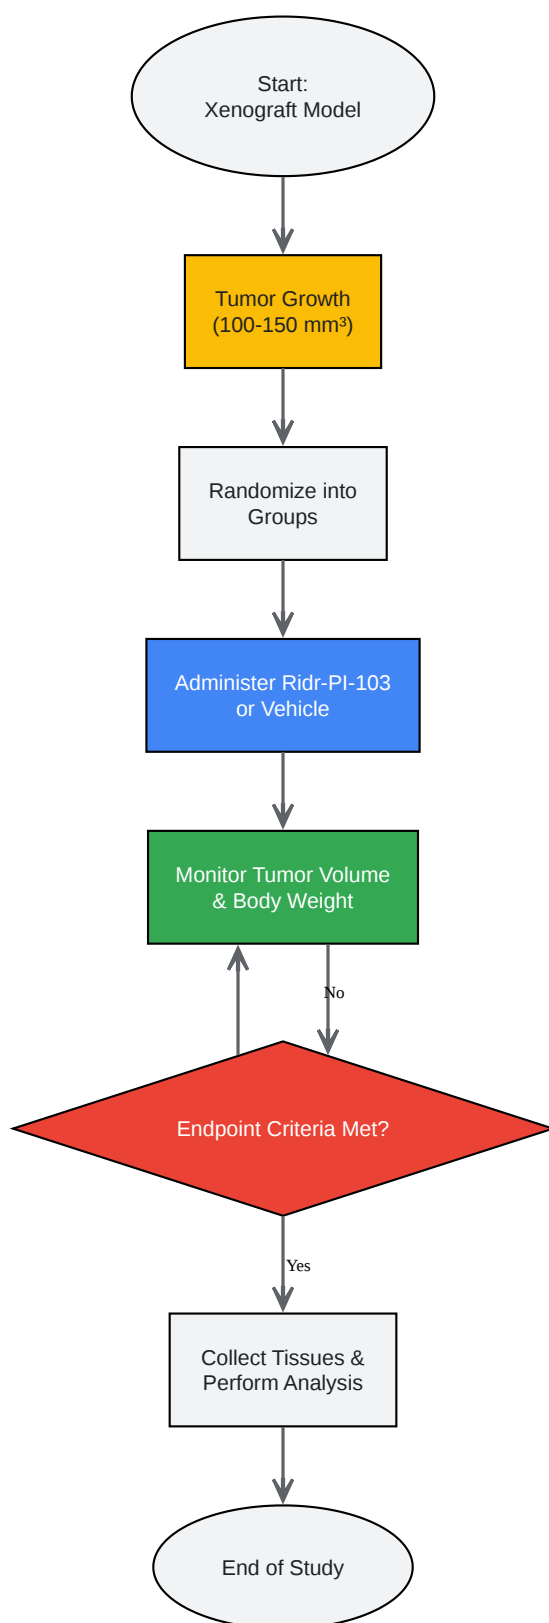 Start:
Xenograft Model
Tumor Growth
(100-150 mm³)
Randomize into
Groups
Administer Ridr-PI-103
or Vehicle
Monitor Tumor Volume
& Body Weight
No
Endpoint Criteria Met?
Yes
Collect Tissues &
Perform Analysis
End of Study